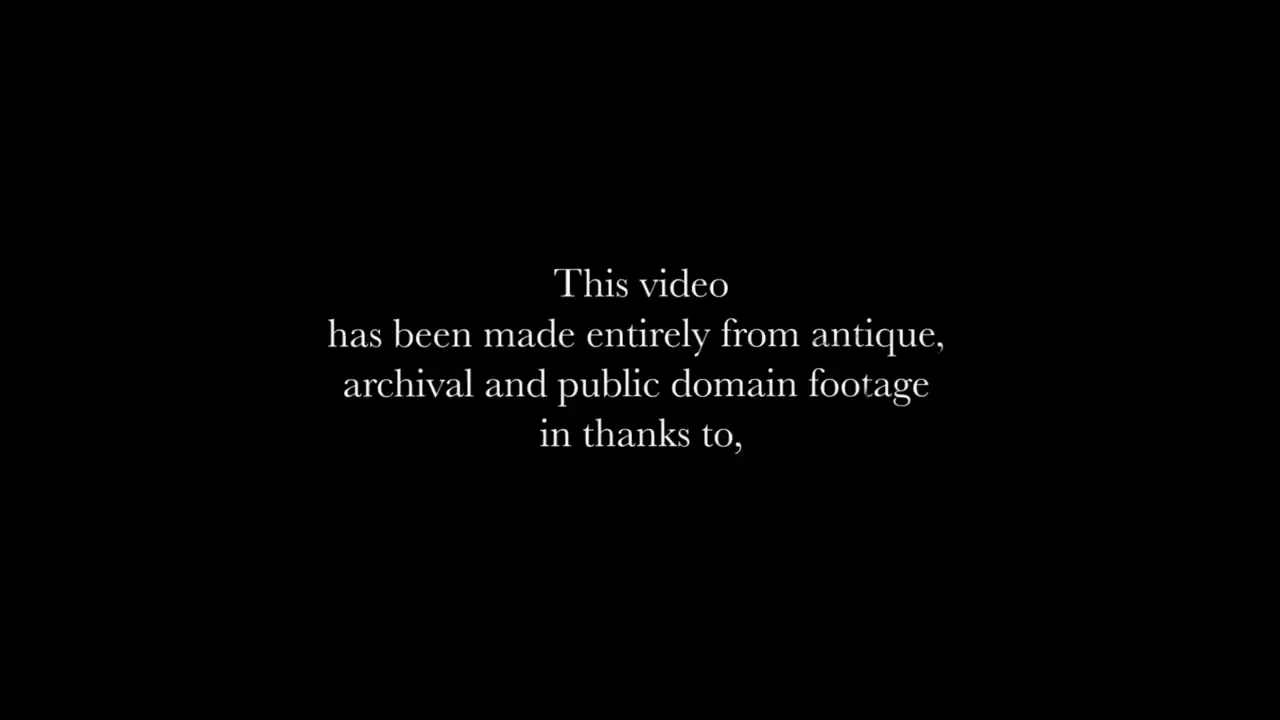 This video
has been made entirely from antique,
archival and public domain footage
in thanks to,